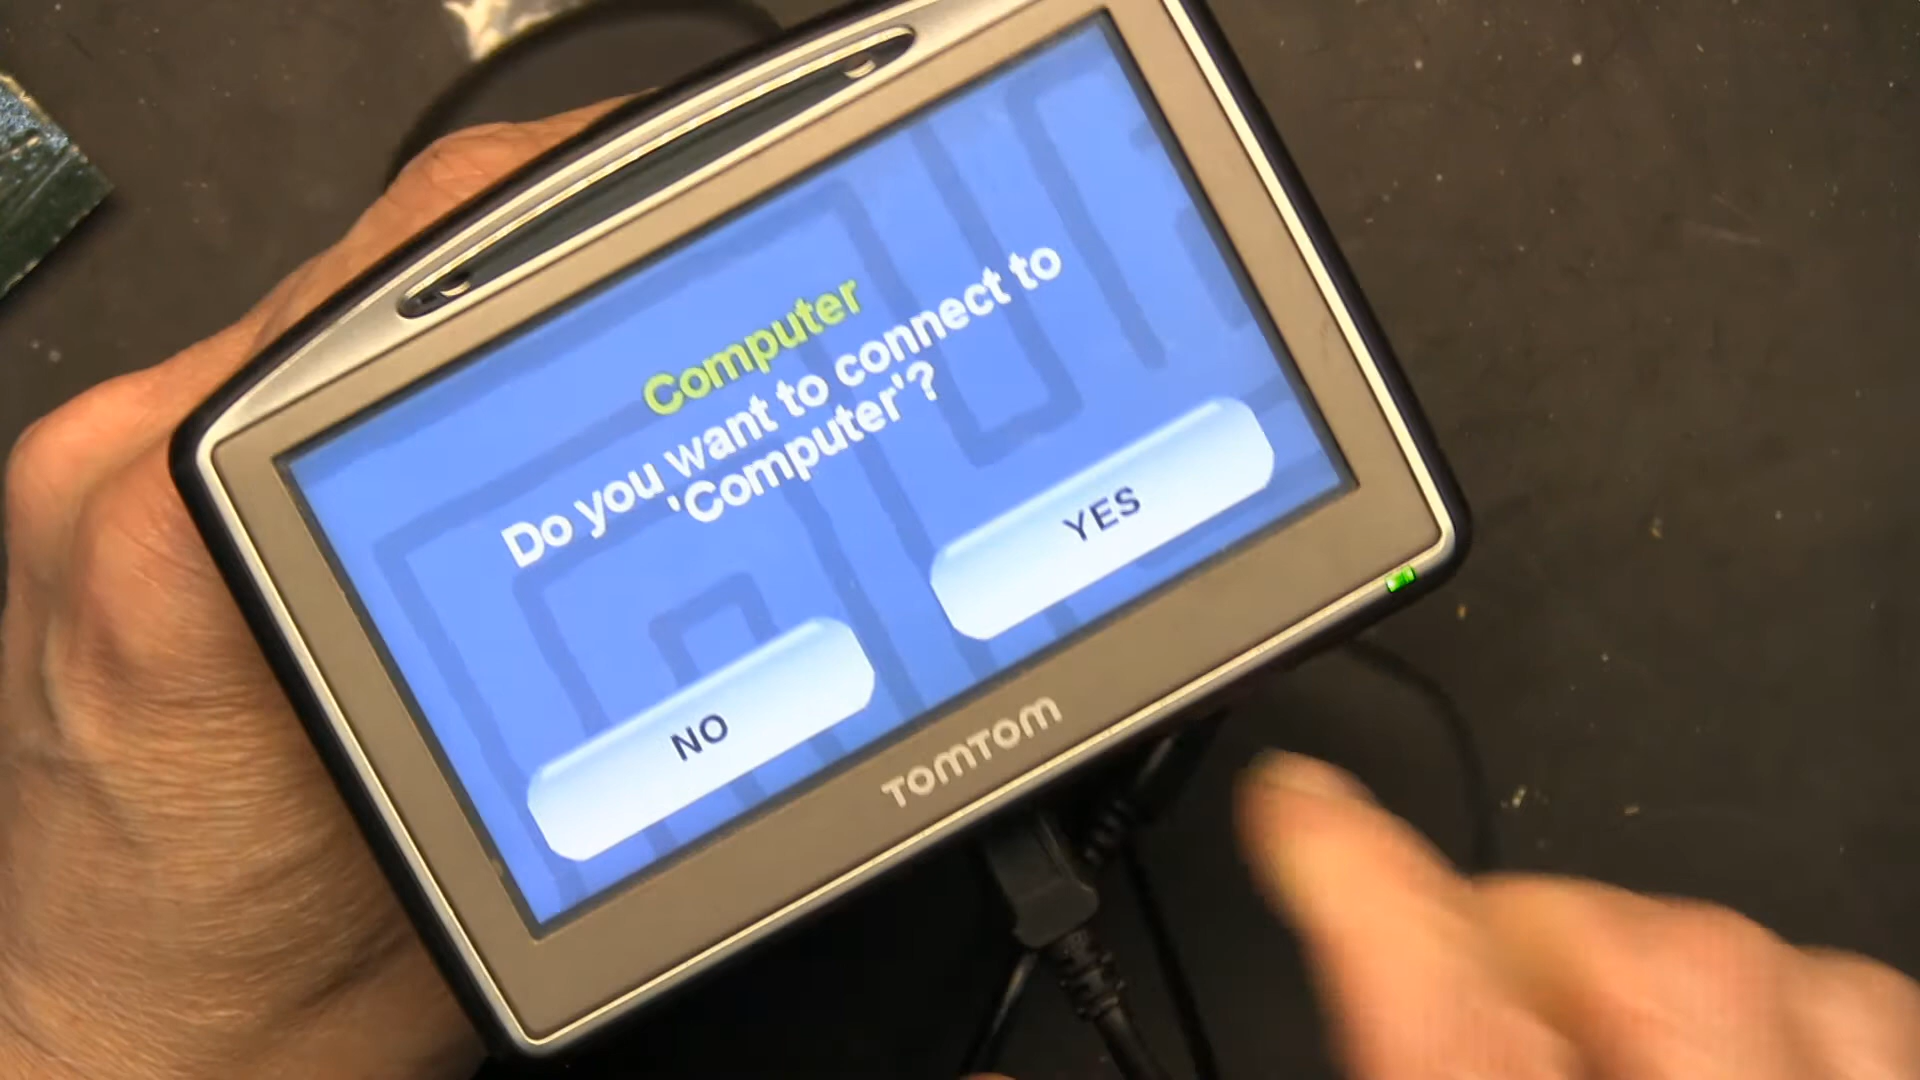 Computer
Do you want to connect to
'Computer'?
NO
YES
TOMTOM